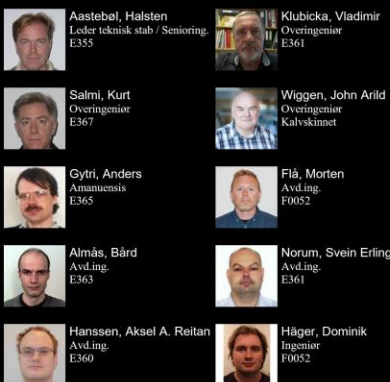 Aastebøl, Halsten
Leder teknisk stab / Senioring.
E355
Klubicka, Vladimir
Overingeniør
E361
Salmi, Kurt
Overingeniør
E367
Wiggen, John Arild
Overingeniør
Kalvskinnet
Gytri, Anders
Amanuensis
E365
Flå, Morten
Avd.ing.
F0052
Almås, Bård
Avd.ing.
E363
Norum, Svein Erling
Avd.ing.
E361
Hanssen, Aksel A. Reitan
Avd.ing.
E360
Häger, Dominik
Ingeniør
F0052